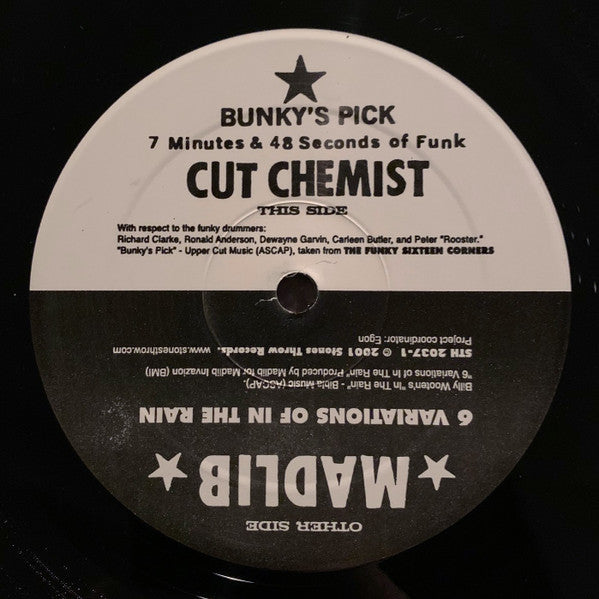 BUNKY'S PICK
7 Minutes & 48 Seconds of Funk
CUT CHEMIST
THIS SIDE
With respect to the funky drummers:
Richard Clarke, Ronald Anderson, Dewayne Garvin, Carleen Butler, and Peter "Rooster."
"Bunky's Pick" - Upper Cut Music (ASCAP), taken from THE FUNKY SIXTEEN CORNERS
OTHER SIDE
MADLIB
6 VARIATIONS OF IN THE RAIN
Billy Wooten's "In The Rain" - Bibla Music (ASCAP).
"6 Variations of In The Rain" Produced by Madlib for Madlib Invazion (BMI)
STH 2037-1 © 2001 Stones Throw Records. www.stonesthrow.com
Project coordinator: Egon